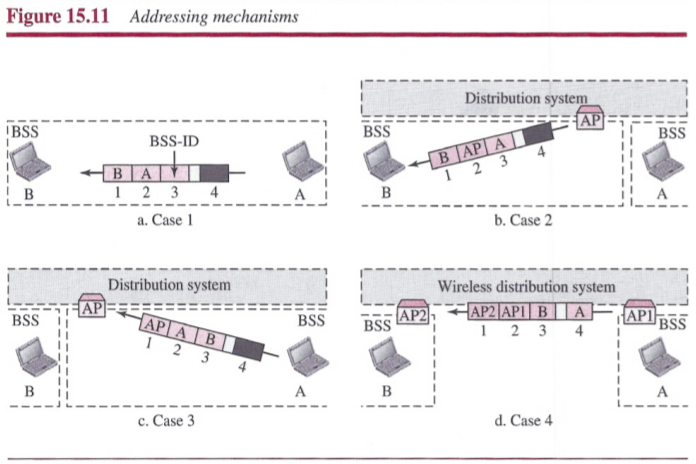 Figure 15.11 Addressing mechanisms
BSS
BSS-ID
B A
1 2 3 4
B
A
a. Case 1
Distribution system
AP
BSS
BSS
B AP A
1 2 3 4
B
A
b. Case 2
Distribution system
AP
BSS
BSS
AP A B
1 2 3 4
B
A
c. Case 3
Wireless distribution system
AP2
AP2 AP1 B A
AP1
BSS
BSS
1 2 3 4
B
A
d. Case 4